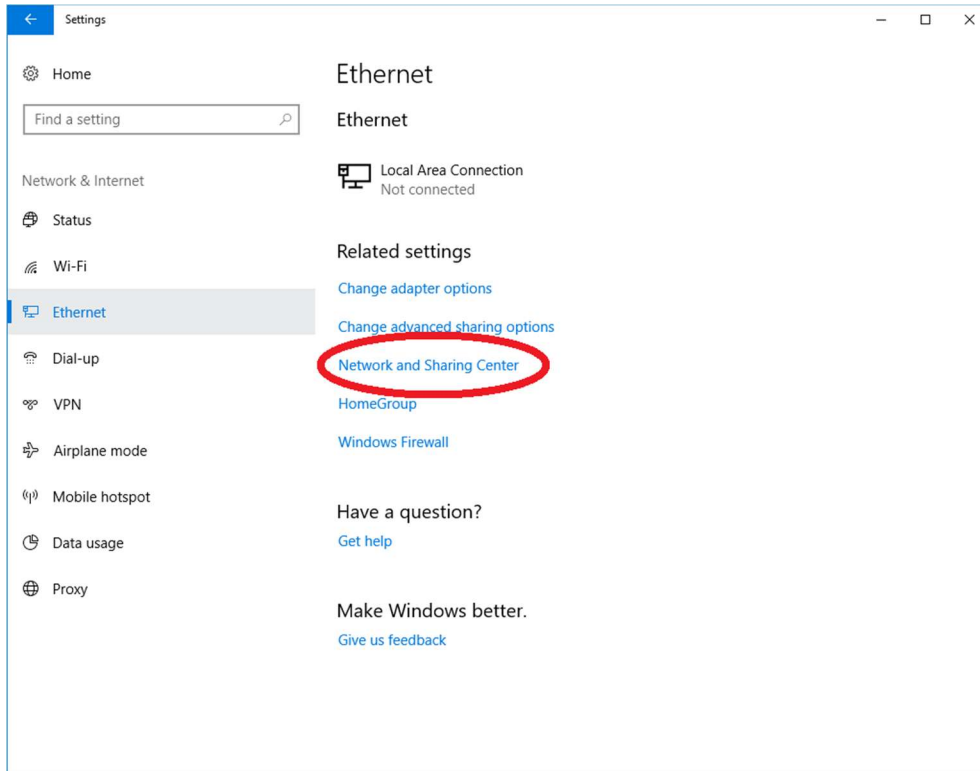 Settings
Home
Find a setting
Network & Internet
Status
Wi-Fi
Ethernet
Dial-up
VPN
Airplane mode
Mobile hotspot
Data usage
Proxy
Ethernet
Ethernet
Local Area Connection
Not connected
Related settings
Change adapter options
Change advanced sharing options
Network and Sharing Center
HomeGroup
Windows Firewall
Have a question?
Get help
Make Windows better.
Give us feedback